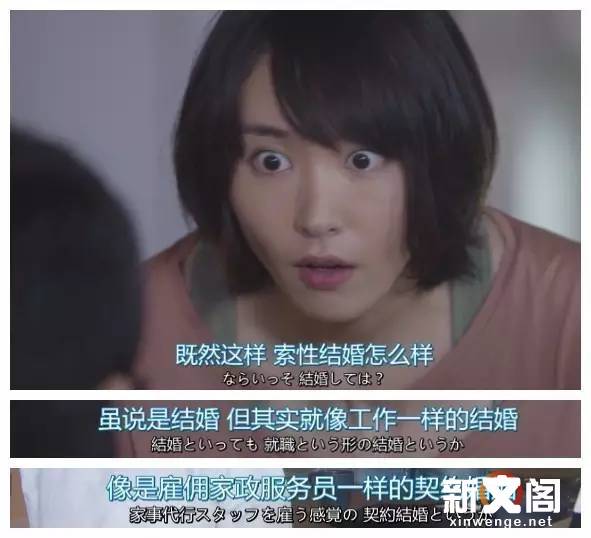 既然这样 索性结婚怎么样
ならいっそ 結婚しては？
虽说是结婚 但其实就像工作一样的结婚
結婚といっても 就職という形の結婚というか
像是雇佣家政服务员一样的契约
家事代行スタッフを雇う感覚の 契約結婚と
新文阁
xinwenge.net